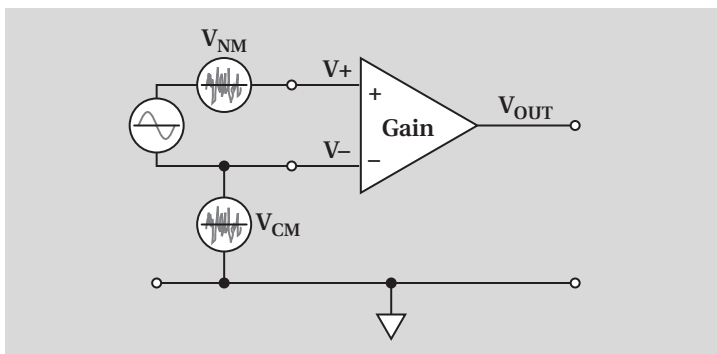 V_NM
V+
+
Gain
V_OUT
V–
–
V_CM